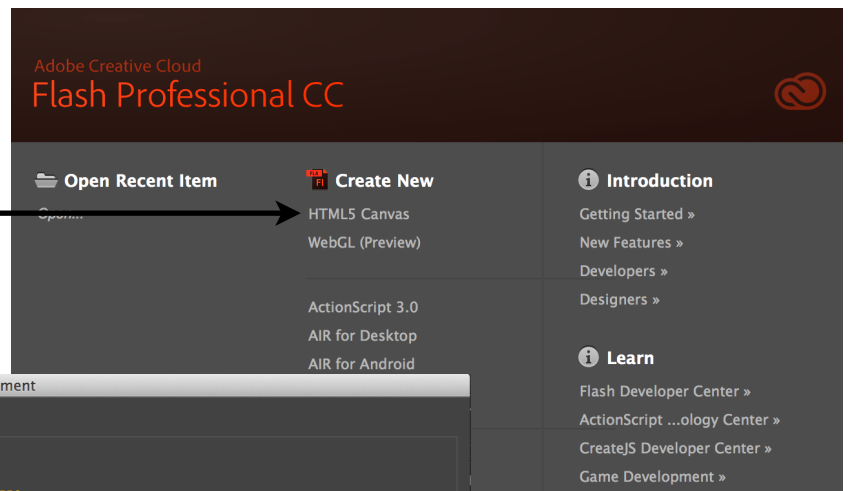 Adobe Creative Cloud
Flash Professional CC
Open Recent Item
Open...
Create New
HTML5 Canvas
WebGL (Preview)
ActionScript 3.0
AIR for Desktop
AIR for Android
Introduction
Getting Started »
New Features »
Developers »
Designers »
Learn
Flash Developer Center »
ActionScript ...ology Center »
CreateJS Developer Center »
Game Development »
ment